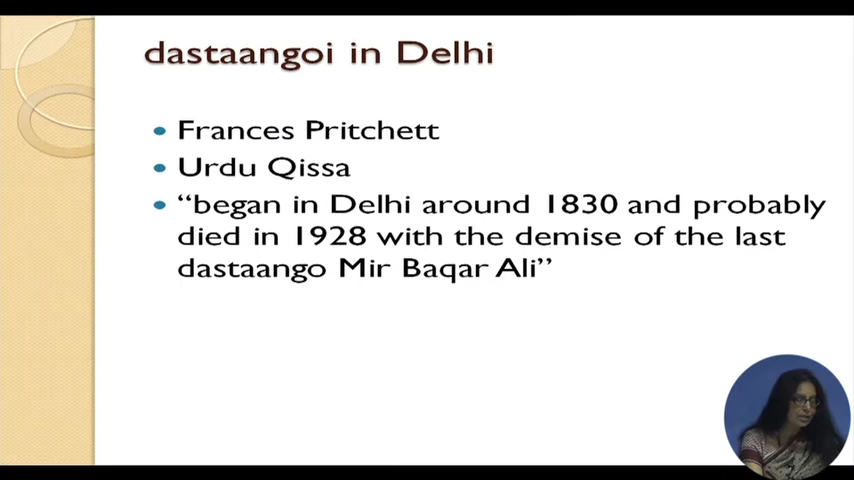 dastaangoi in Delhi
Frances Pritchett
Urdu Qissa
“began in Delhi around 1830 and probably
died in 1928 with the demise of the last
dastaango Mir Baqar Ali”